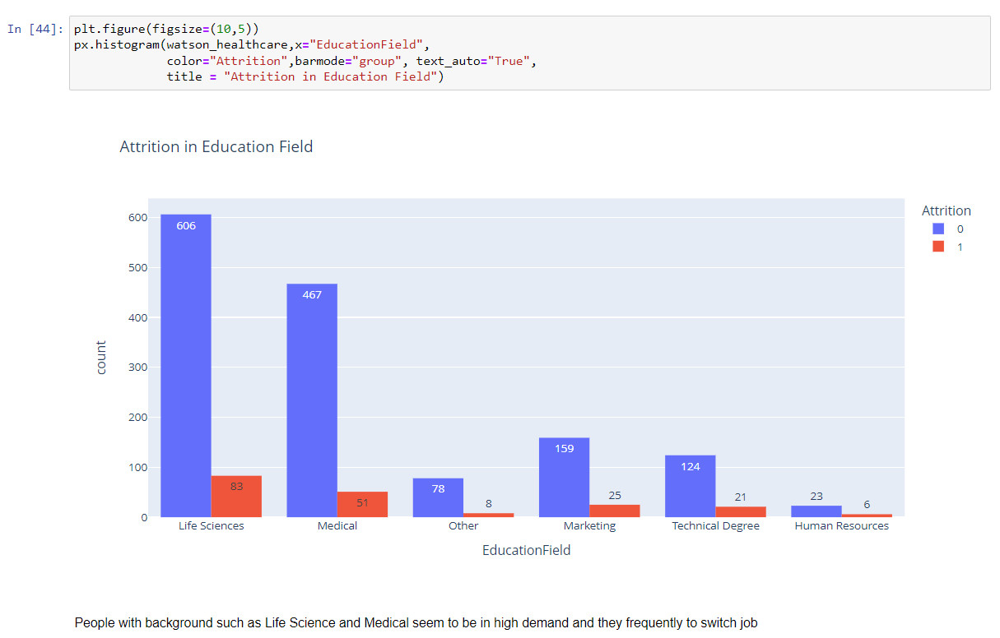 In [44]: plt.figure(figsize=(10,5))
px.histogram(watson_healthcare,x="EducationField",
color="Attrition",barmode="group", text_auto="True",
title = "Attrition in Education Field")
Attrition in Education Field
Attrition
0
1
600
500
400
300
200
100
0
count
606
83
467
51
78
8
159
25
124
21
23
6
Life Sciences
Medical
Other
Marketing
Technical Degree
Human Resources
EducationField
People with background such as Life Science and Medical seem to be in high demand and they frequently to switch job